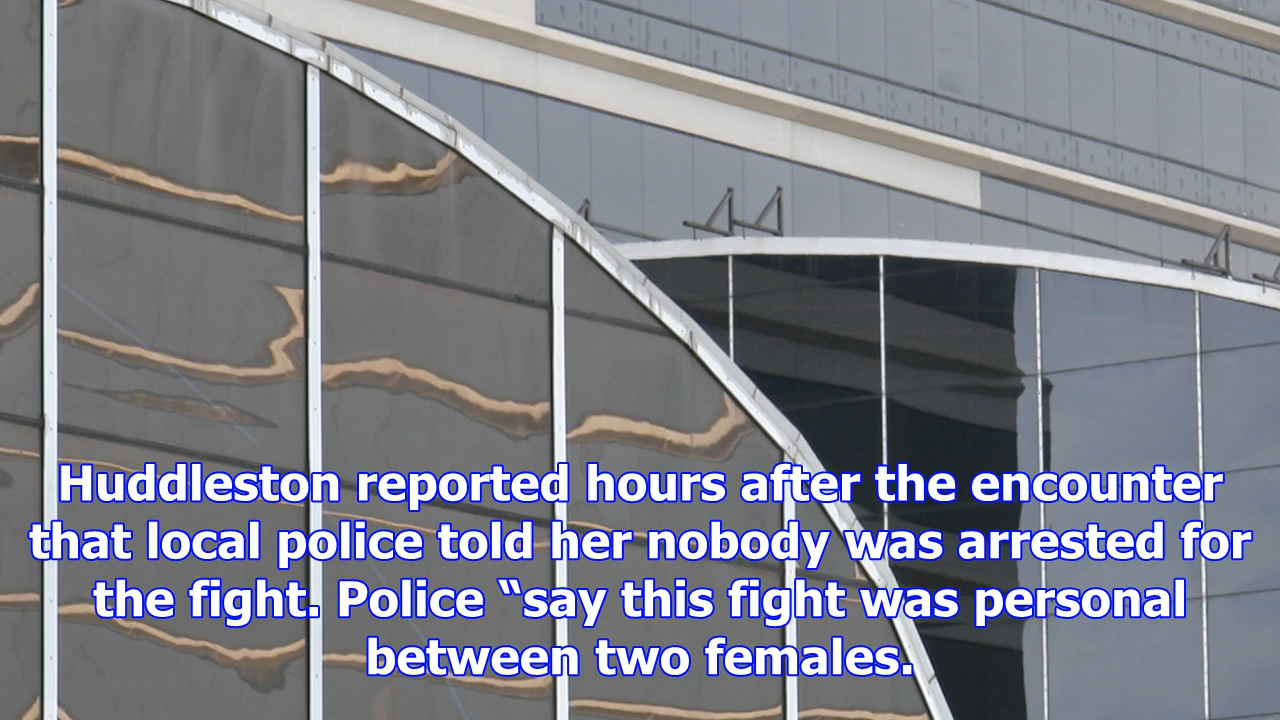 Huddleston reported hours after the encounter
that local police told her nobody was arrested for
the fight. Police “say this fight was personal
between two females.